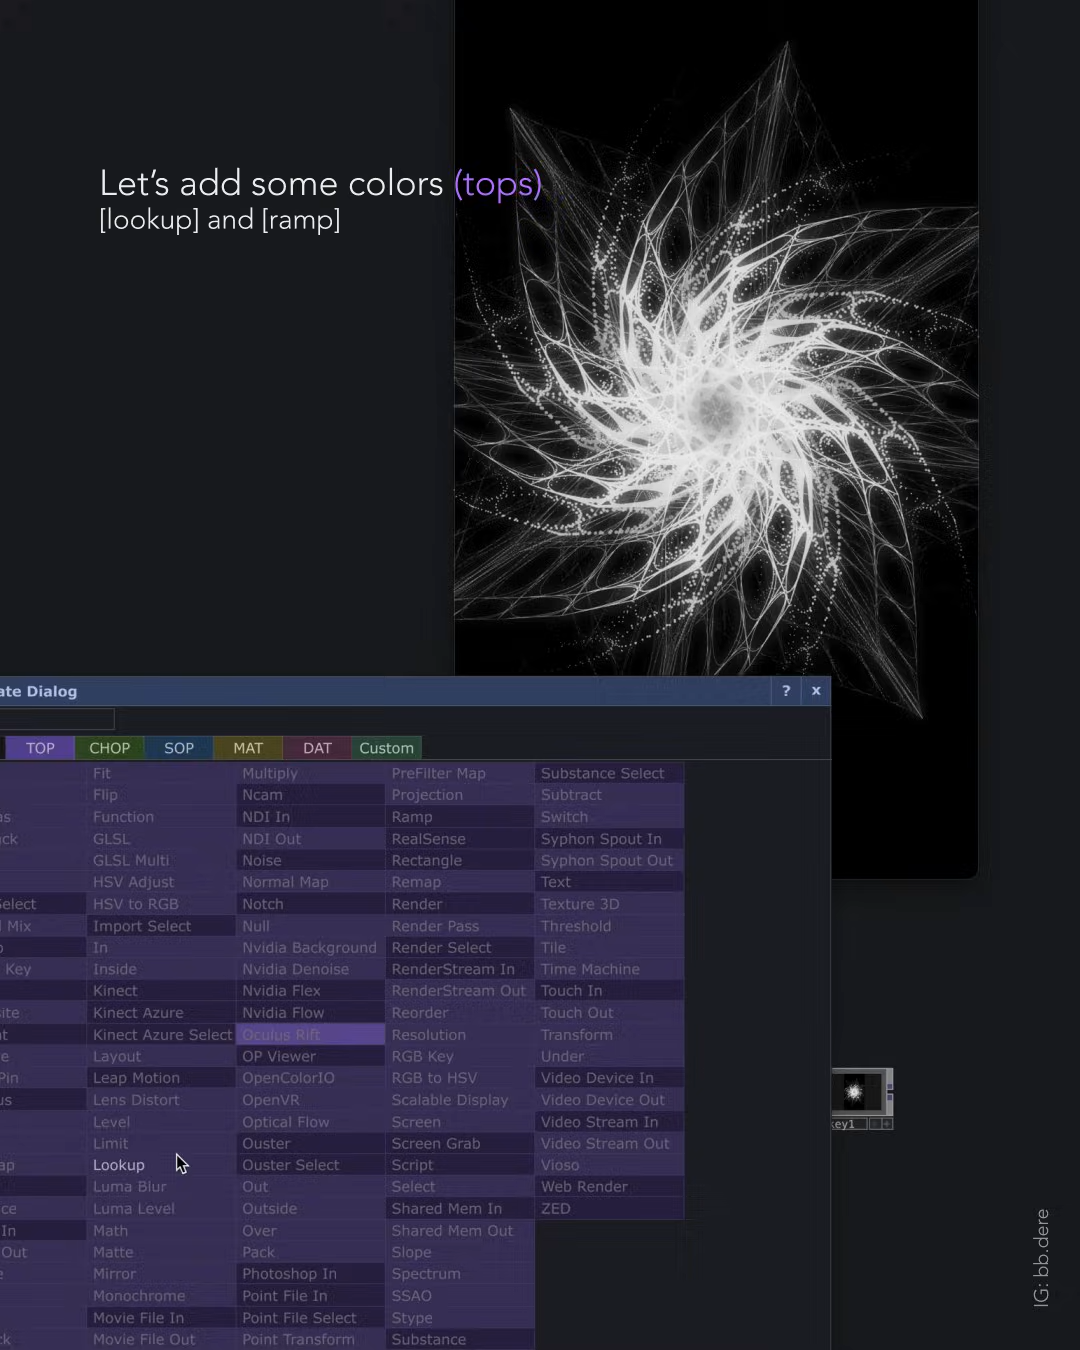 Let's add some colors (tops)
[lookup] and [ramp]
ate Dialog
? x
TOP CHOP SOP MAT DAT Custom
Fit Multiply PreFilter Map Substance Select
Flip Ncam Projection Subtract
as Function NDI In Ramp Switch
ck GLSL NDI Out RealSense Syphon Spout In
GLSL Multi Noise Rectangle Syphon Spout Out
HSV Adjust Normal Map Remap Text
Select HSV to RGB Notch Render Texture 3D
Mix Import Select Null Render Pass Threshold
In Nvidia Background Render Select Tile
Key Inside Nvidia Denoise RenderStream In Time Machine
Kinect Nvidia Flex RenderStream Out Touch In
site Kinect Azure Nvidia Flow Reorder Touch Out
Kinect Azure Select Oculus Rift Resolution Transform
e Layout OP Viewer RGB Key Under
Pin Leap Motion OpenColorIO RGB to HSV Video Device In
us Lens Distort OpenVR Scalable Display Video Device Out
Level Optical Flow Screen Video Stream In
Limit Ouster Screen Grab Video Stream Out
ap Lookup Ouster Select Script Vioso
Luma Blur Out Select Web Render
ce Luma Level Outside Shared Mem In ZED
In Math Over Shared Mem Out
Out Matte Pack Slope
e Mirror Photoshop In Spectrum
Monochrome Point File In SSAO
Movie File In Point File Select Stype
ck Movie File Out Point Transform Substance
key1
IG: bb.dere